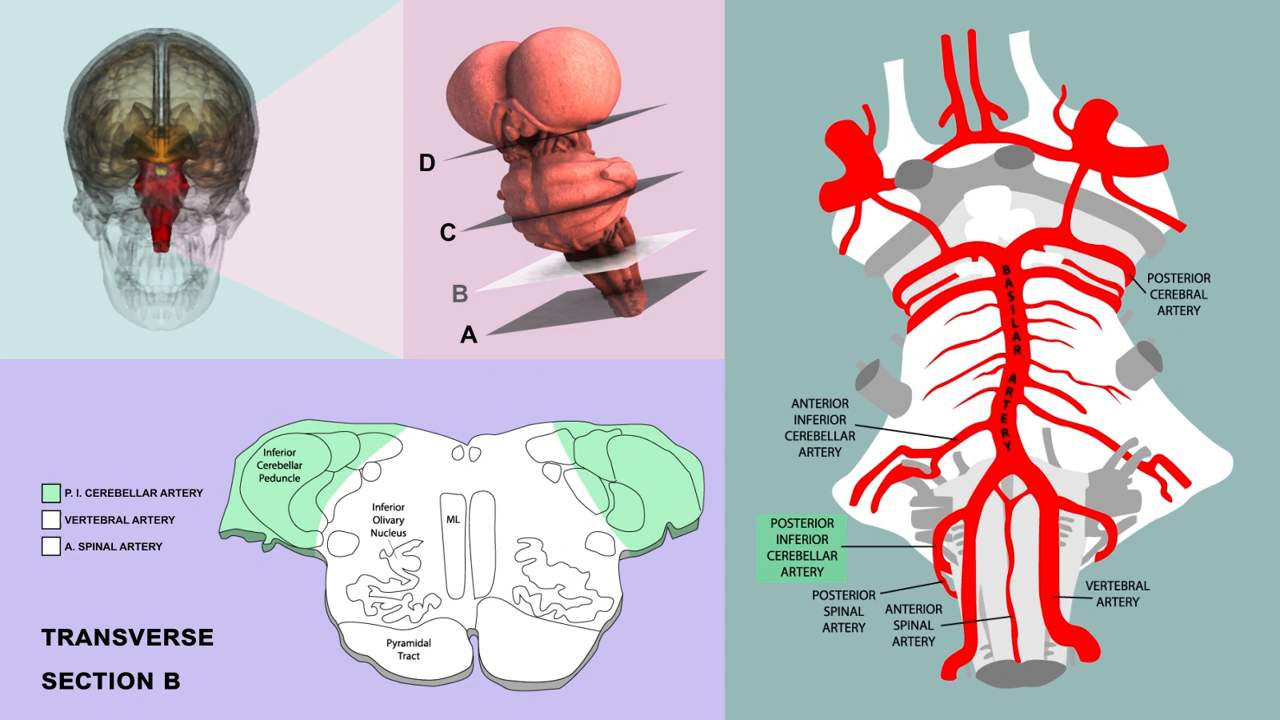 D
C
B
A
Inferior
Cerebellar
Peduncle
P. I. CEREBELLAR ARTERY
VERTEBRAL ARTERY
A. SPINAL ARTERY
Inferior
Olivary
Nucleus
ML
Pyramidal
Tract
TRANSVERSE
SECTION B
BASILAR ARTERY
POSTERIOR
CEREBRAL
ARTERY
ANTERIOR
INFERIOR
CEREBELLAR
ARTERY
POSTERIOR
INFERIOR
CEREBELLAR
ARTERY
POSTERIOR
SPINAL
ARTERY
ANTERIOR
SPINAL
ARTERY
VERTEBRAL
ARTERY